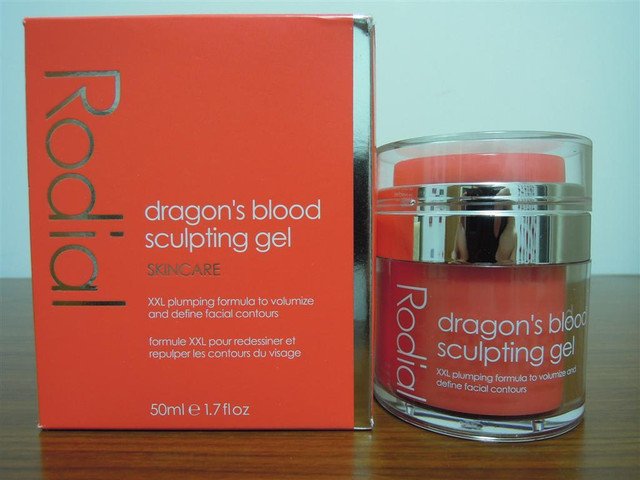 Rodial
dragon's blood
sculpting gel
SKINCARE
XXL plumping formula to volumize
and define facial contours
formule XXL pour redessiner et
repulper les contours du visage
50ml e 1.7 fl oz
Rodial
dragon's blood
sculpting gel
XXL plumping formula to volumize and
define facial contours